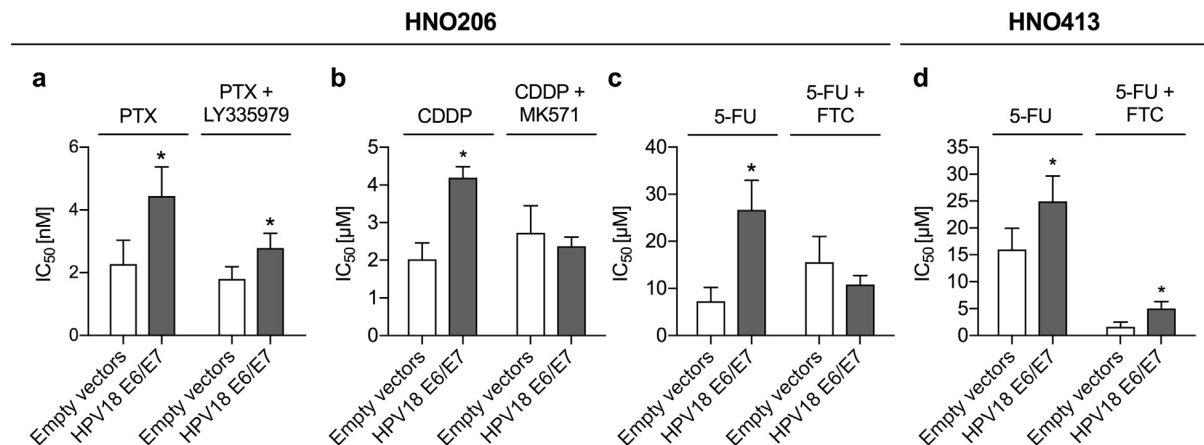 HNO206
HNO413
a
PTX
PTX +
LY335979
IC50 [nM]
6
4
2
0
*
*
Empty vectors
HPV18 E6/E7
Empty vectors
HPV18 E6/E7
b
CDDP
CDDP +
MK571
IC50 [µM]
5
4
3
2
1
0
*
Empty vectors
HPV18 E6/E7
Empty vectors
HPV18 E6/E7
c
5-FU
5-FU +
FTC
IC50 [µM]
40
30
20
10
0
*
Empty vectors
HPV18 E6/E7
Empty vectors
HPV18 E6/E7
d
5-FU
5-FU +
FTC
IC50 [µM]
35
30
25
20
15
10
5
0
*
*
Empty vectors
HPV18 E6/E7
Empty vectors
HPV18 E6/E7